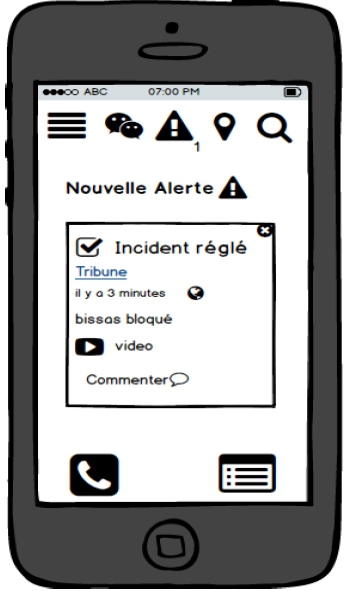 ABC 07:00 PM
1
Nouvelle Alerte
Incident réglé
Tribune
il y a 3 minutes
bissas bloqué
video
Commenter